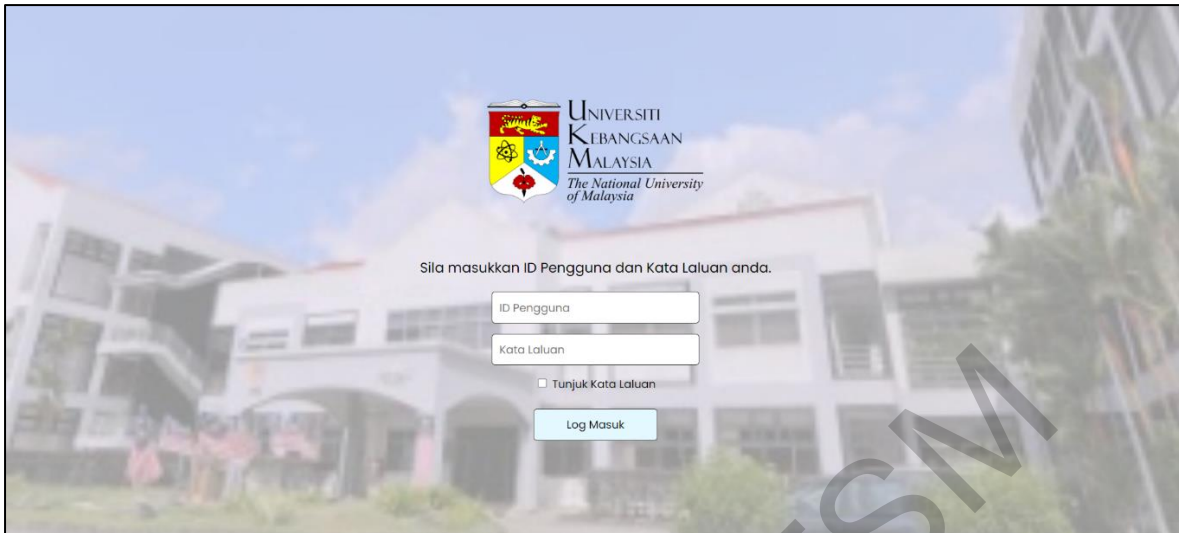 UNIVERSITI
KEBANGSAAN
MALAYSIA
The National University
of Malaysia
Sila masukkan ID Pengguna dan Kata Laluan anda.
ID Pengguna
Kata Laluan
Tunjuk Kata Laluan
Log Masuk